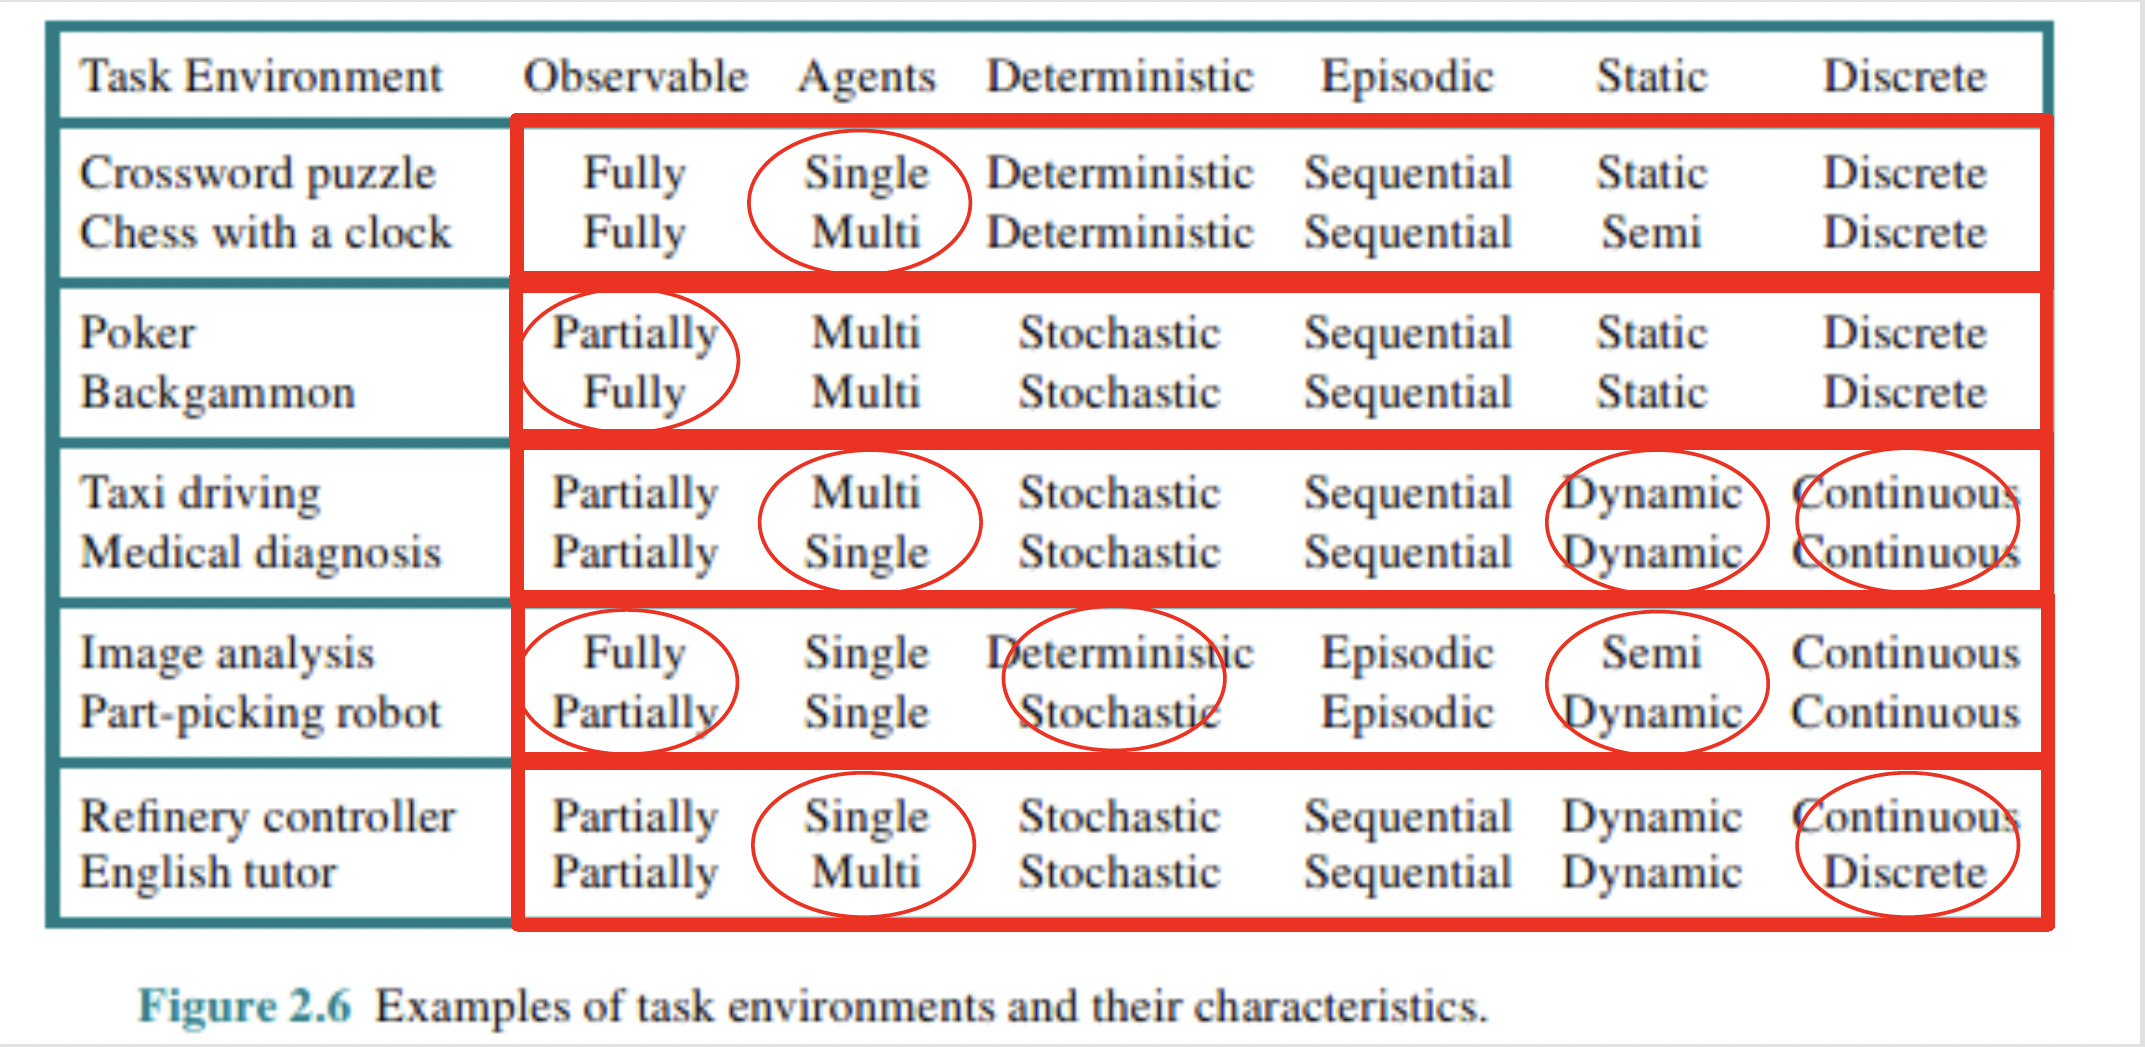 Task Environment Observable Agents Deterministic Episodic Static Discrete
Crossword puzzle Fully Single Deterministic Sequential Static Discrete
Chess with a clock Fully Multi Deterministic Sequential Semi Discrete
Poker Partially Multi Stochastic Sequential Static Discrete
Backgammon Fully Multi Stochastic Sequential Static Discrete
Taxi driving Partially Multi Stochastic Sequential Dynamic Continuous
Medical diagnosis Partially Single Stochastic Sequential Dynamic Continuous
Image analysis Fully Single Deterministic Episodic Semi Continuous
Part-picking robot Partially Single Stochastic Episodic Dynamic Continuous
Refinery controller Partially Single Stochastic Sequential Dynamic Continuous
English tutor Partially Multi Stochastic Sequential Dynamic Discrete
Figure 2.6 Examples of task environments and their characteristics.